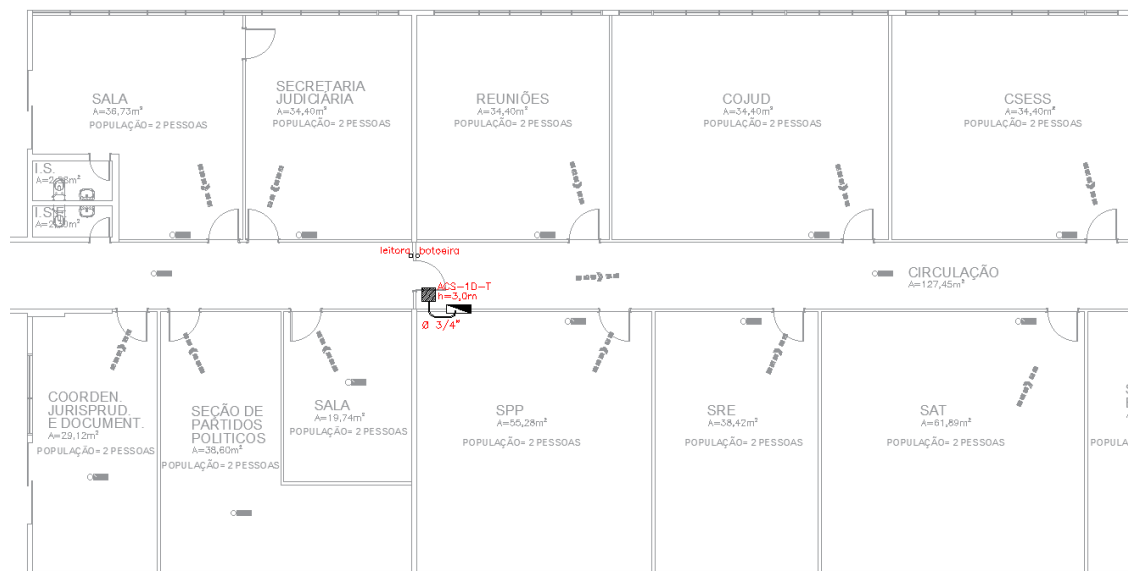 SALA
A=36,73m²
POPULAÇÃO= 2 PESSOAS
SECRETARIA
JUDICIÁRIA
A=34,40m²
POPULAÇÃO= 2 PESSOAS
REUNIÕES
A=34,40m²
POPULAÇÃO= 2 PESSOAS
COJUD
A=34,40m²
POPULAÇÃO= 2 PESSOAS
CSESS
A=34,40m²
POPULAÇÃO= 2 PESSOAS
I.S.
I.S.
leitora
botoeira
ACS-1D-T
h=3,0m
Ø 3/4"
CIRCULAÇÃO
A=127,45m²
COORDEN.
JURISPRUD.
E DOCUMENT.
A=29,12m²
POPULAÇÃO= 2 PESSOAS
SEÇÃO DE
PARTIDOS
POLITICOS
A=38,60m²
POPULAÇÃO= 2 PESSOAS
SALA
A=19,74m²
POPULAÇÃO= 2 PESSOAS
SPP
A=55,28m²
POPULAÇÃO= 2 PESSOAS
SRE
A=38,42m²
POPULAÇÃO= 2 PESSOAS
SAT
A=61,89m²
POPULAÇÃO= 2 PESSOAS